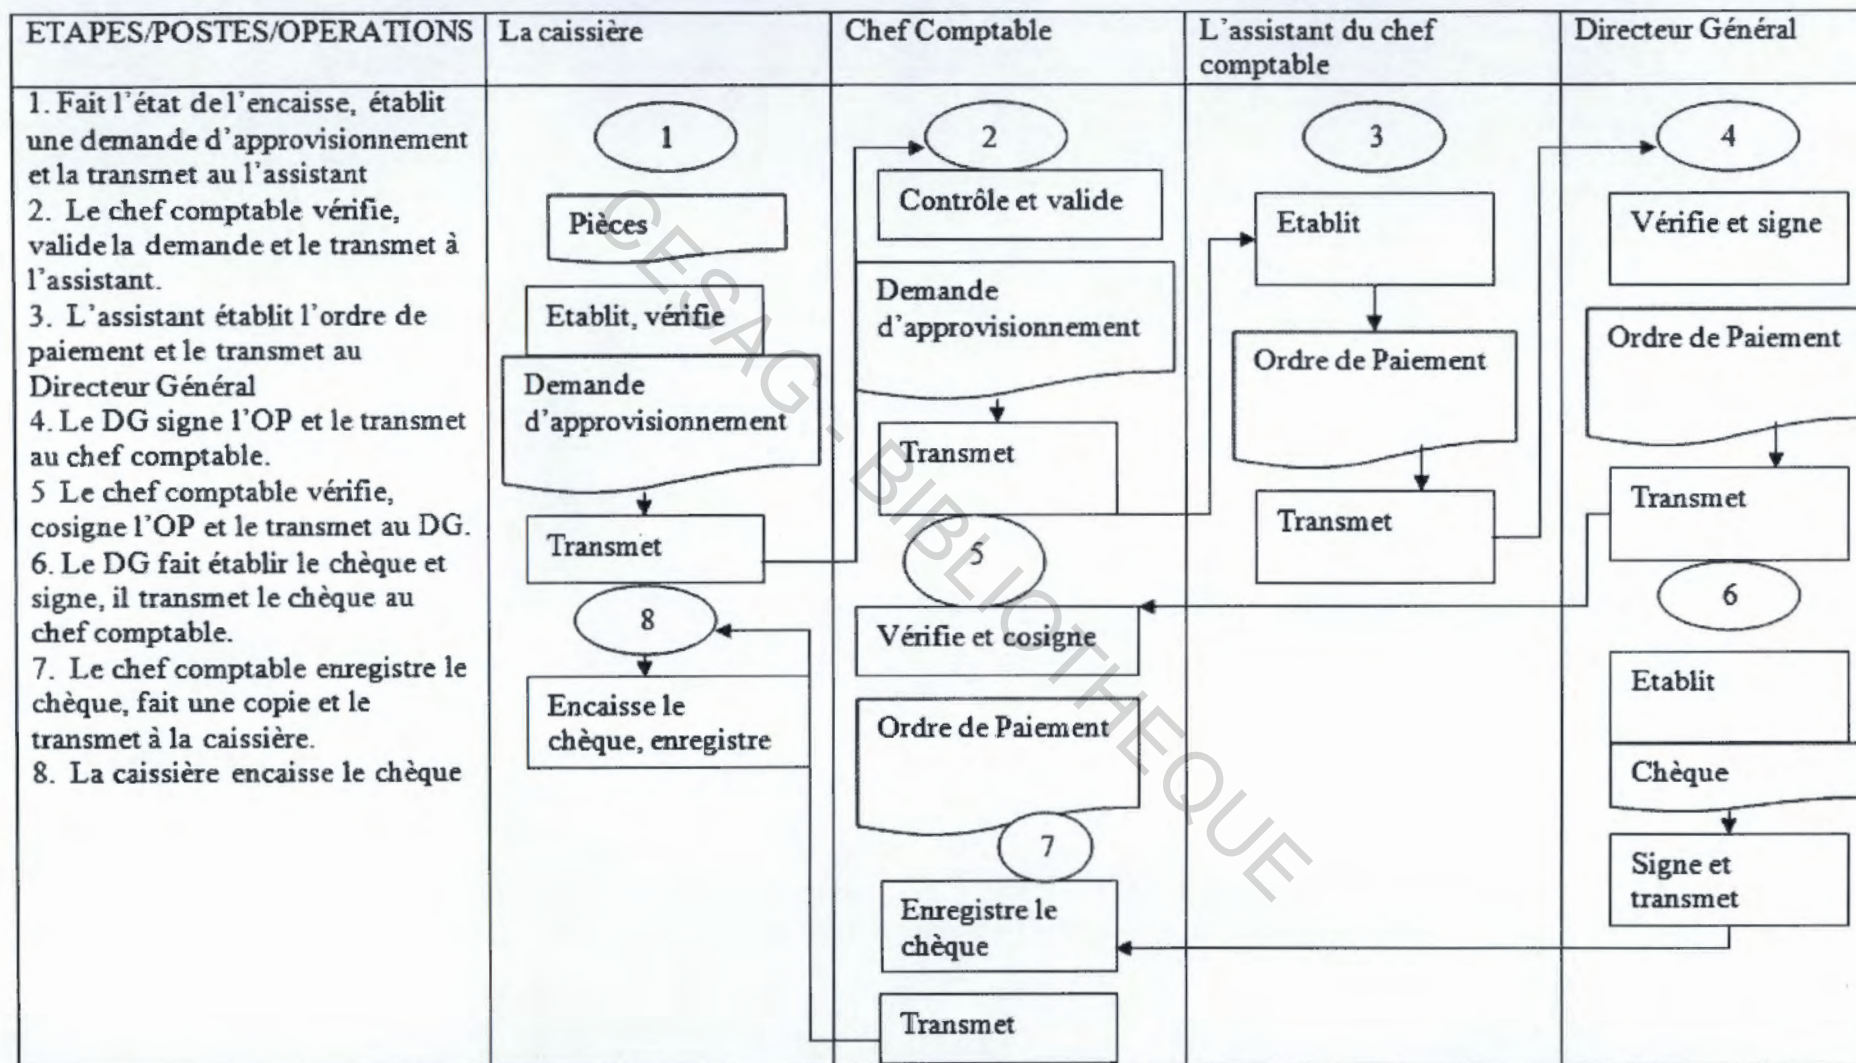 ETAPES/POSTES/OPERATIONS
La caissière
Chef Comptable
L'assistant du chef
comptable
Directeur Général
1. Fait l'état de l'encaisse, établit
une demande d'approvisionnement
et la transmet au l'assistant
2. Le chef comptable vérifie,
valide la demande et le transmet à
l'assistant.
3. L'assistant établit l'ordre de
paiement et le transmet au
Directeur Général
4. Le DG signe l'OP et le transmet
au chef comptable.
5 Le chef comptable vérifie,
cosigne l'OP et le transmet au DG.
6. Le DG fait établir le chèque et
signe, il transmet le chèque au
chef comptable.
7. Le chef comptable enregistre le
chèque, fait une copie et le
transmet à la caissière.
8. La caissière encaisse le chèque
1
Pièces
Etablit, vérifie
Demande
d'approvisionnement
Transmet
8
Encaisse le
chèque, enregistre
2
Contrôle et valide
Demande
d'approvisionnement
Transmet
5
Vérifie et cosigne
Ordre de Paiement
7
Enregistre le
chèque
Transmet
3
Etablit
Ordre de Paiement
Transmet
4
Vérifie et signe
Ordre de Paiement
Transmet
6
Etablit
Chèque
Signe et
transmet
CESAG - BIBLIOTHEQUE